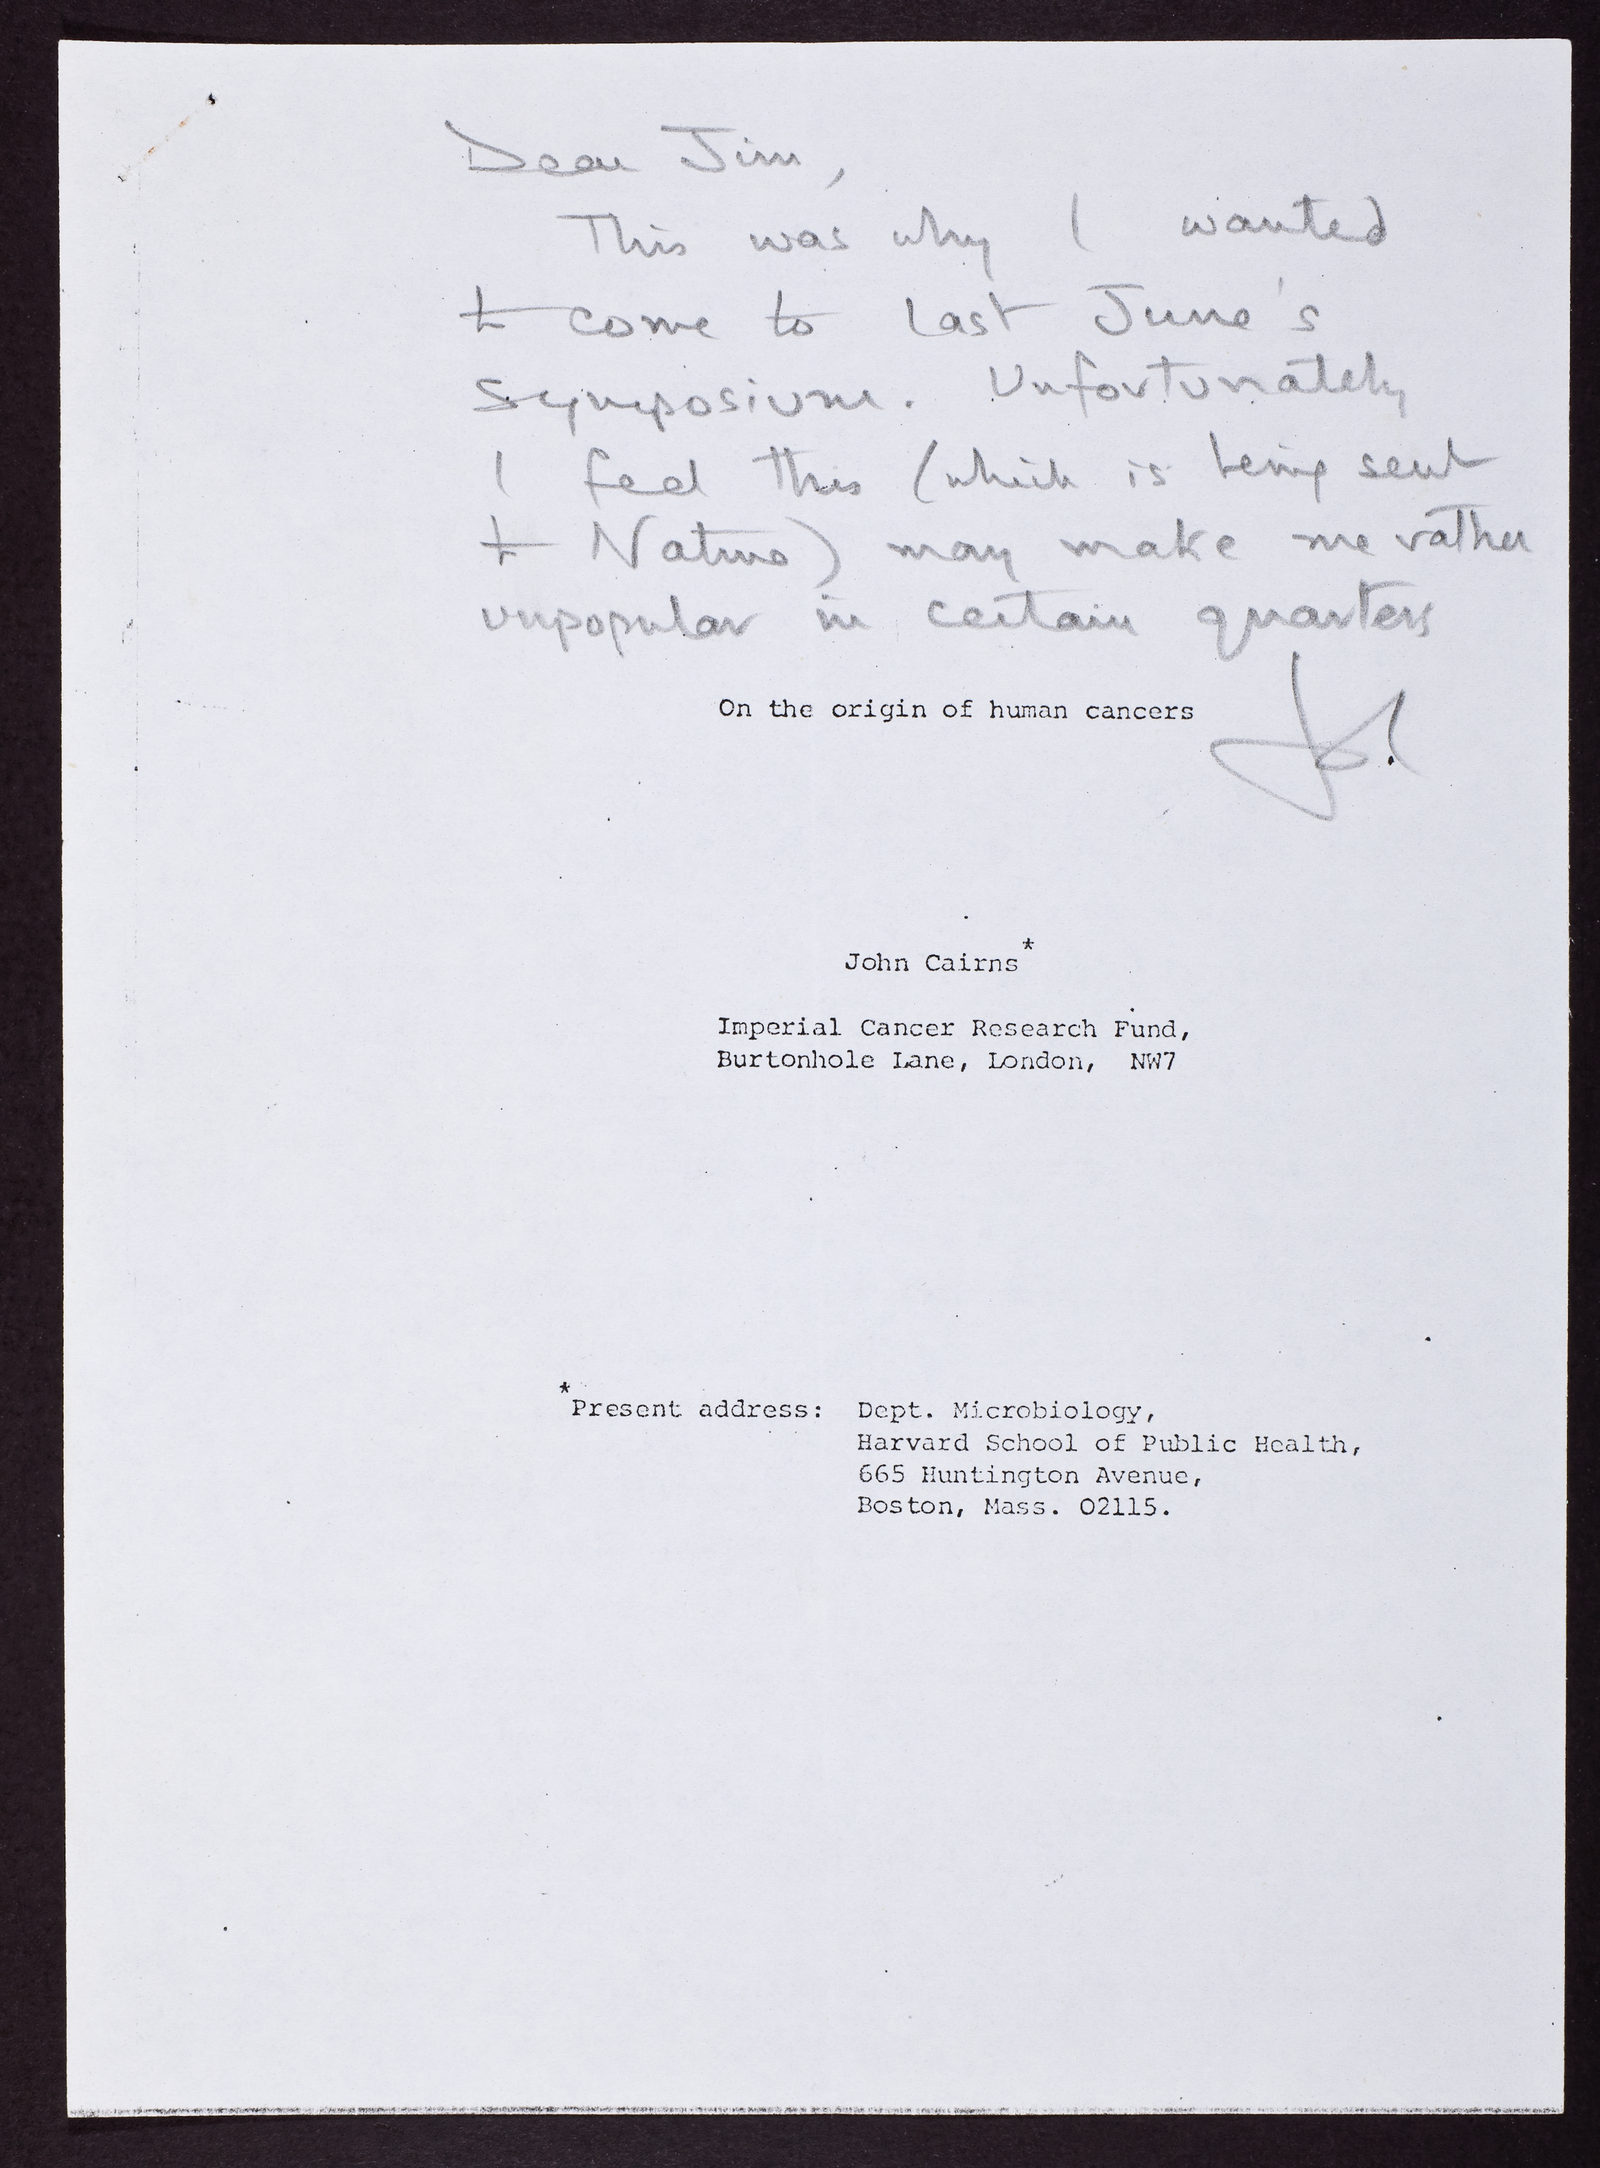 Dear Jim,
This was why I wanted
to come to last June's
symposium. Unfortunately
I feel this (which is being sent
to Nature) may make me rather
unpopular in certain quarters
On the origin of human cancers
John Cairns*
Imperial Cancer Research Fund,
Burtonhole Lane, London, NW7
*Present address: Dept. Microbiology,
Harvard School of Public Health,
665 Huntington Avenue,
Boston, Mass. 02115.